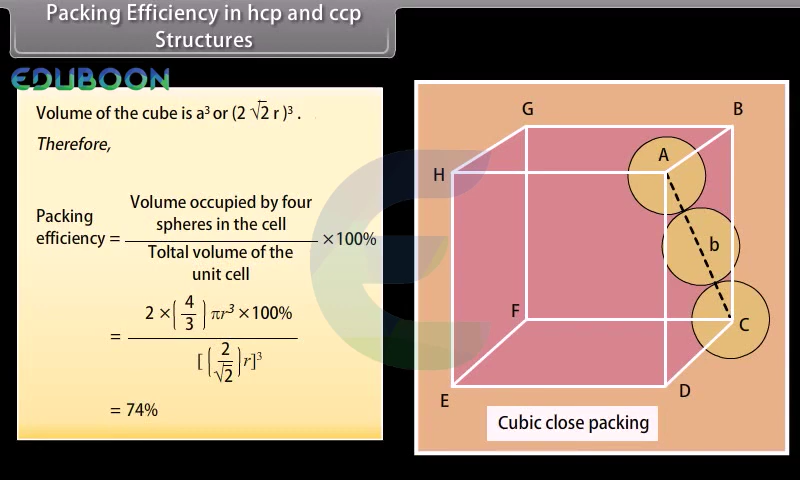 Packing Efficiency in hcp and ccp
Structures
EDUBOON
Volume of the cube is a³ or (2 √2 r )³ .
Therefore,
Volume occupied by four
spheres in the cell
Packing
efficiency = ×100%
Toltal volume of the
unit cell
2 × (4/3) πr³ × 100%
=
[ (2/√2) r]³
= 74%
G
B
A
H
b
F
C
E
D
Cubic close packing